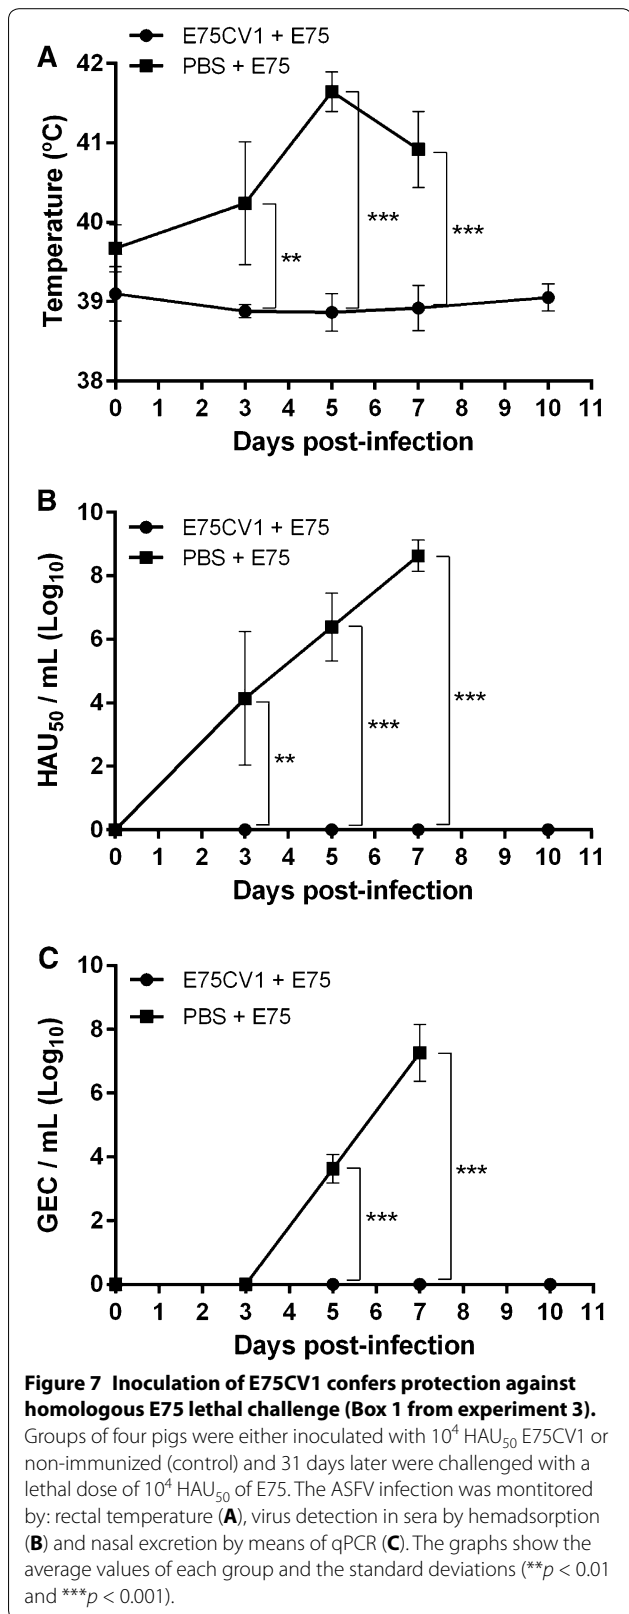 A
E75CV1 + E75
PBS + E75
Temperature (ºC)
42
41
40
39
38
**
***
***
0 1 2 3 4 5 6 7 8 9 10 11
Days post-infection
B
E75CV1 + E75
PBS + E75
HAU50 / mL (Log10)
10
8
6
4
2
0
**
***
***
0 1 2 3 4 5 6 7 8 9 10 11
Days post-infection
C
E75CV1 + E75
PBS + E75
GEC / mL (Log10)
10
8
6
4
2
0
***
***
0 1 2 3 4 5 6 7 8 9 10 11
Days post-infection
Figure 7 Inoculation of E75CV1 confers protection against
homologous E75 lethal challenge (Box 1 from experiment 3).
Groups of four pigs were either inoculated with 10^4 HAU50 E75CV1 or
non-immunized (control) and 31 days later were challenged with a
lethal dose of 10^4 HAU50 of E75. The ASFV infection was montitored
by: rectal temperature (A), virus detection in sera by hemadsorption
(B) and nasal excretion by means of qPCR (C). The graphs show the
average values of each group and the standard deviations (**p < 0.01
and ***p < 0.001).